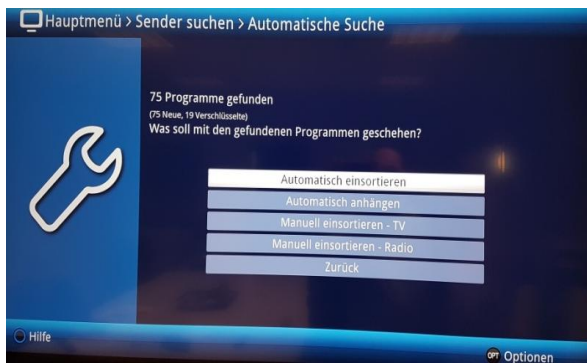 Hauptmenü > Sender suchen > Automatische Suche
75 Programme gefunden
(75 Neue, 19 Verschlüsselte)
Was soll mit den gefundenen Programmen geschehen?
Automatisch einsortieren
Automatisch anhängen
Manuell einsortieren - TV
Manuell einsortieren - Radio
Zurück
Hilfe
OPT Optionen